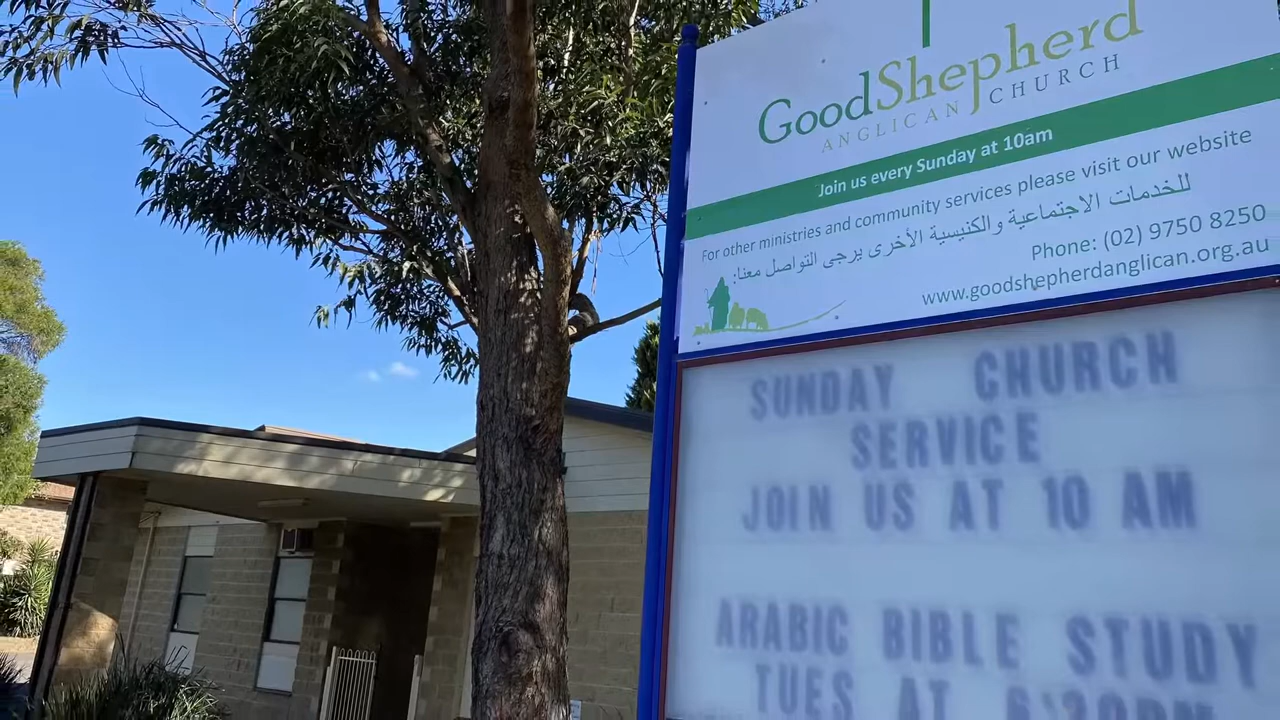 GoodShepherd
ANGLICAN CHURCH
Join us every Sunday at 10am
For other ministries and community services please visit our website
للخدمات الاجتماعية والكنيسية الأخرى يرجى التواصل معنا:
Phone: (02) 9750 8250
www.goodshepherdanglican.org.au
SUNDAY CHURCH
SERVICE
JOIN US AT 10 AM
ARABIC BIBLE STUDY
TUES AT 6:30PM